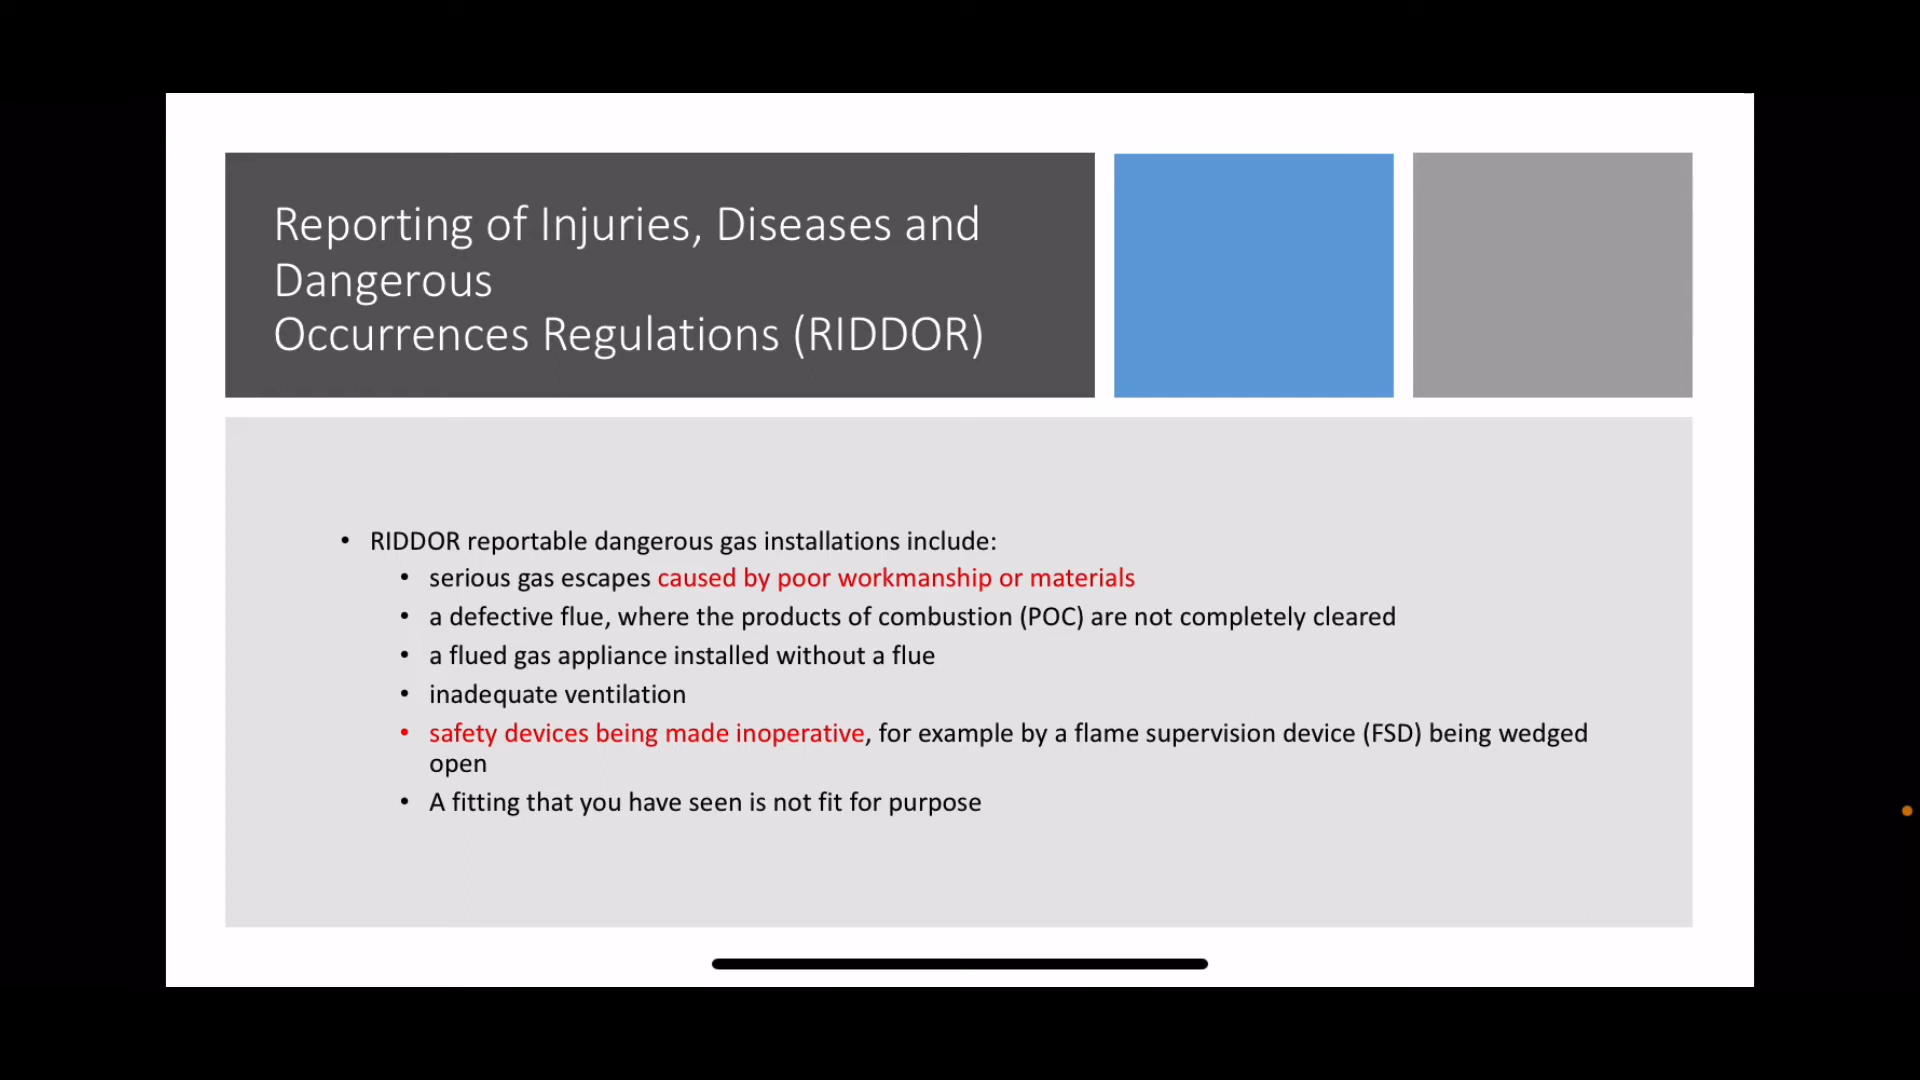 Reporting of Injuries, Diseases and
Dangerous
Occurrences Regulations (RIDDOR)
• RIDDOR reportable dangerous gas installations include:
• serious gas escapes caused by poor workmanship or materials
• a defective flue, where the products of combustion (POC) are not completely cleared
• a flued gas appliance installed without a flue
• inadequate ventilation
• safety devices being made inoperative, for example by a flame supervision device (FSD) being wedged
open
• A fitting that you have seen is not fit for purpose